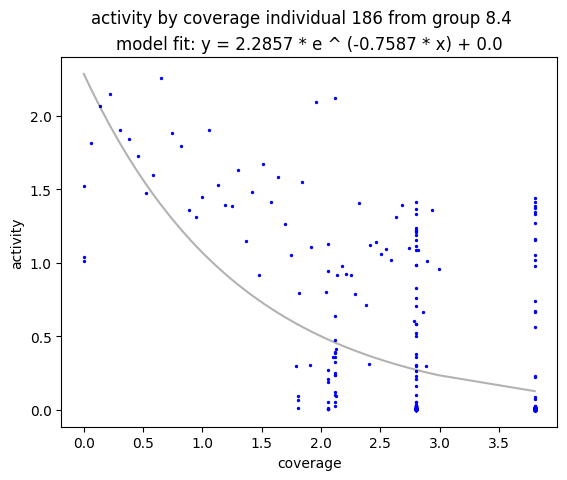 activity by coverage individual 186 from group 8.4
model fit: y = 2.2857 * e ^ (-0.7587 * x) + 0.0
2.0
1.5
1.0
0.5
0.0
activity
0.0 0.5 1.0 1.5 2.0 2.5 3.0 3.5
coverage